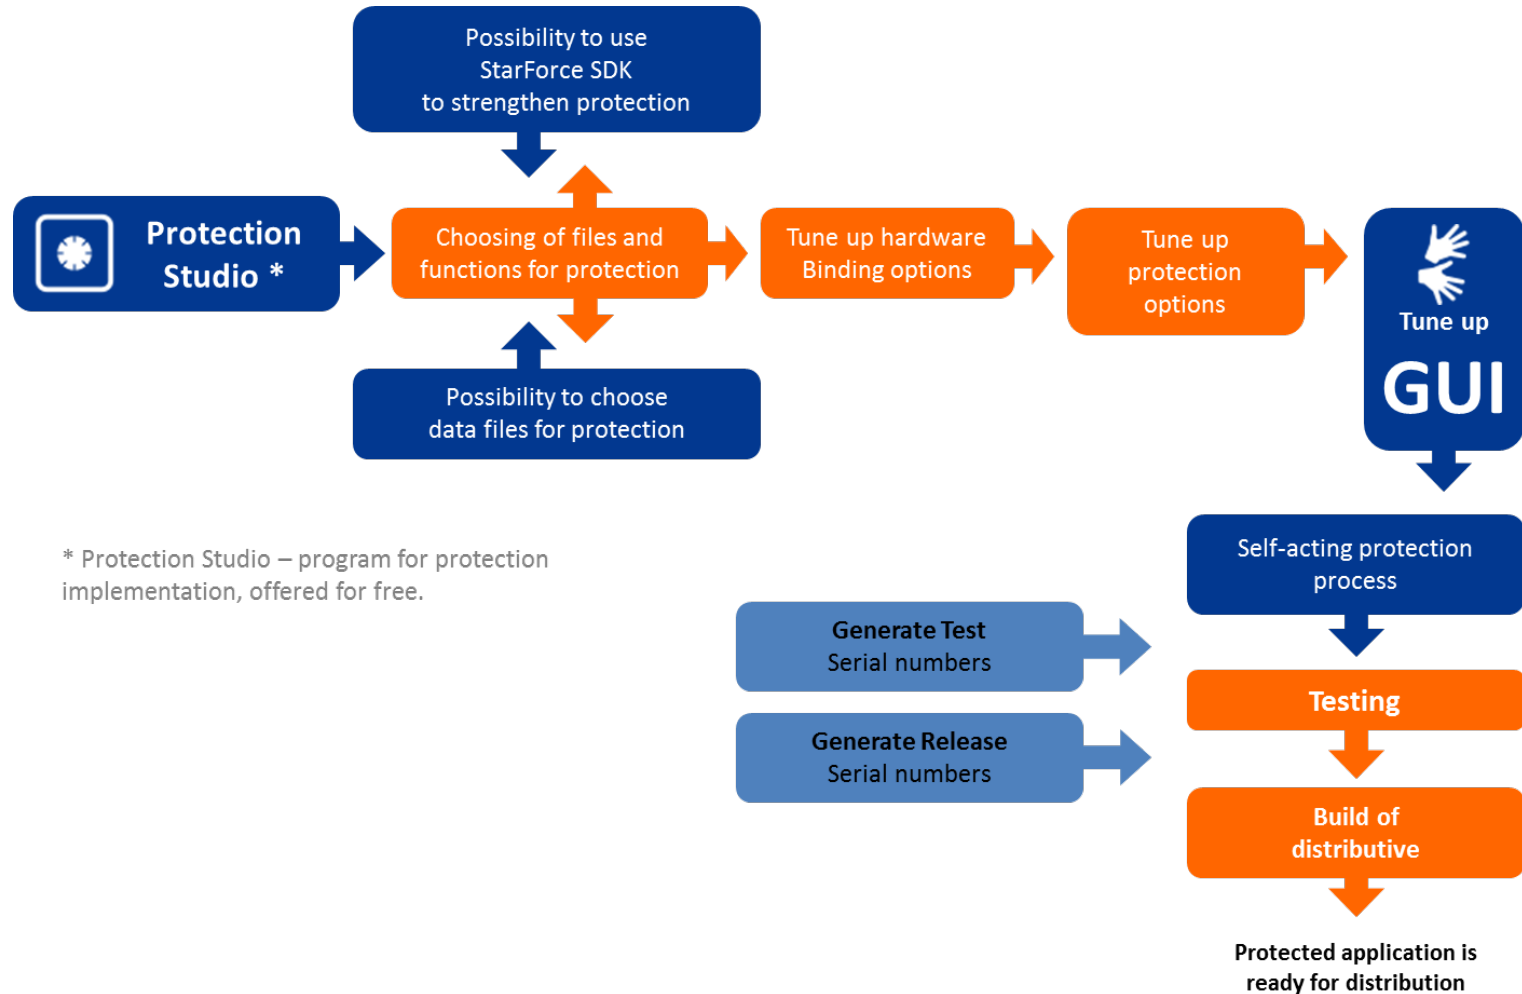 Possibility to use
StarForce SDK
to strengthen protection
Protection
Studio *
Choosing of files and
functions for protection
Tune up hardware
Binding options
Tune up
protection
options
Tune up
GUI
Possibility to choose
data files for protection
* Protection Studio – program for protection
implementation, offered for free.
Self-acting protection
process
Generate Test
Serial numbers
Testing
Generate Release
Serial numbers
Build of
distributive
Protected application is
ready for distribution